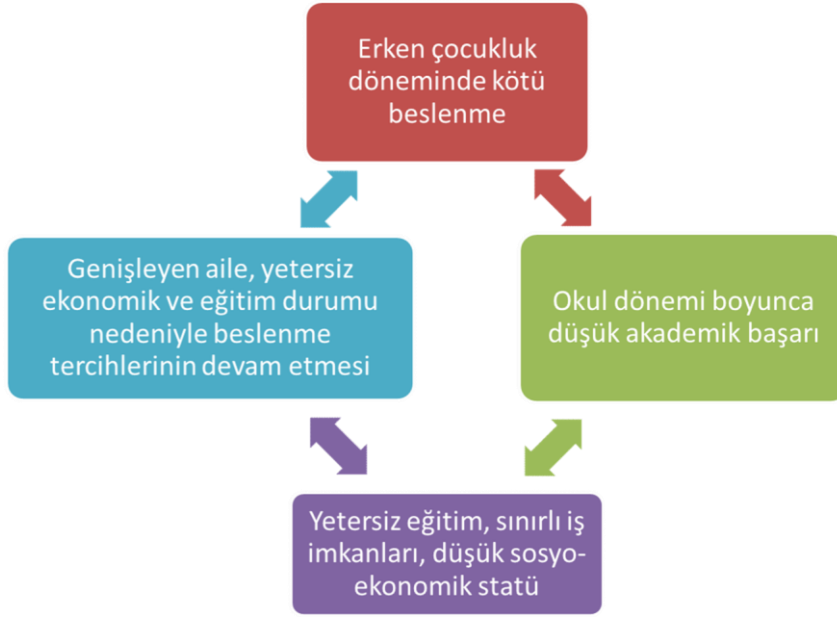 Erken çocukluk
döneminde kötü
beslenme
Genişleyen aile, yetersiz
ekonomik ve eğitim durumu
nedeniyle beslenme
tercihlerinin devam etmesi
Okul dönemi boyunca
düşük akademik başarı
Yetersiz eğitim, sınırlı iş
imkanları, düşük sosyo-
ekonomik statü